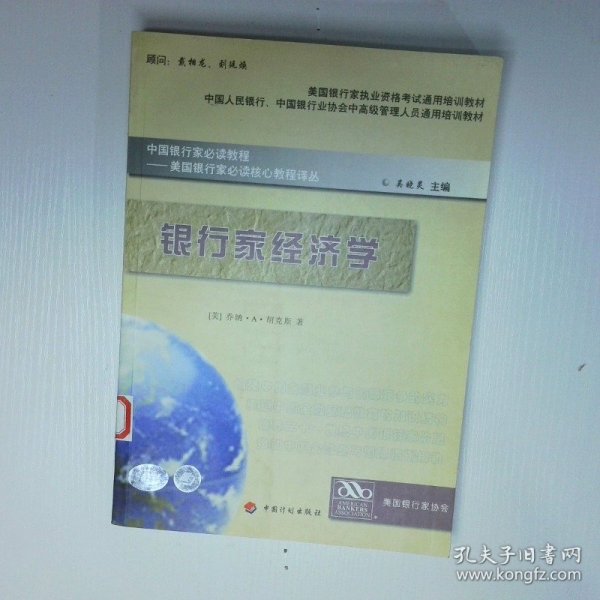 顾问：戴相龙、刘廷焕
美国银行家执业资格考试通用培训教材
中国人民银行、中国银行业协会中高级管理人员通用培训教材
中国银行家必读教程
——美国银行家必读核心教程译丛
吴晓灵 主编
银行家经济学
[英] 乔纳·A·胡克斯 著
AMERICAN
BANKERS
ASSOCIATION
美国银行家协会
中国计划出版社
孔夫子旧书网
www.kongfz.com